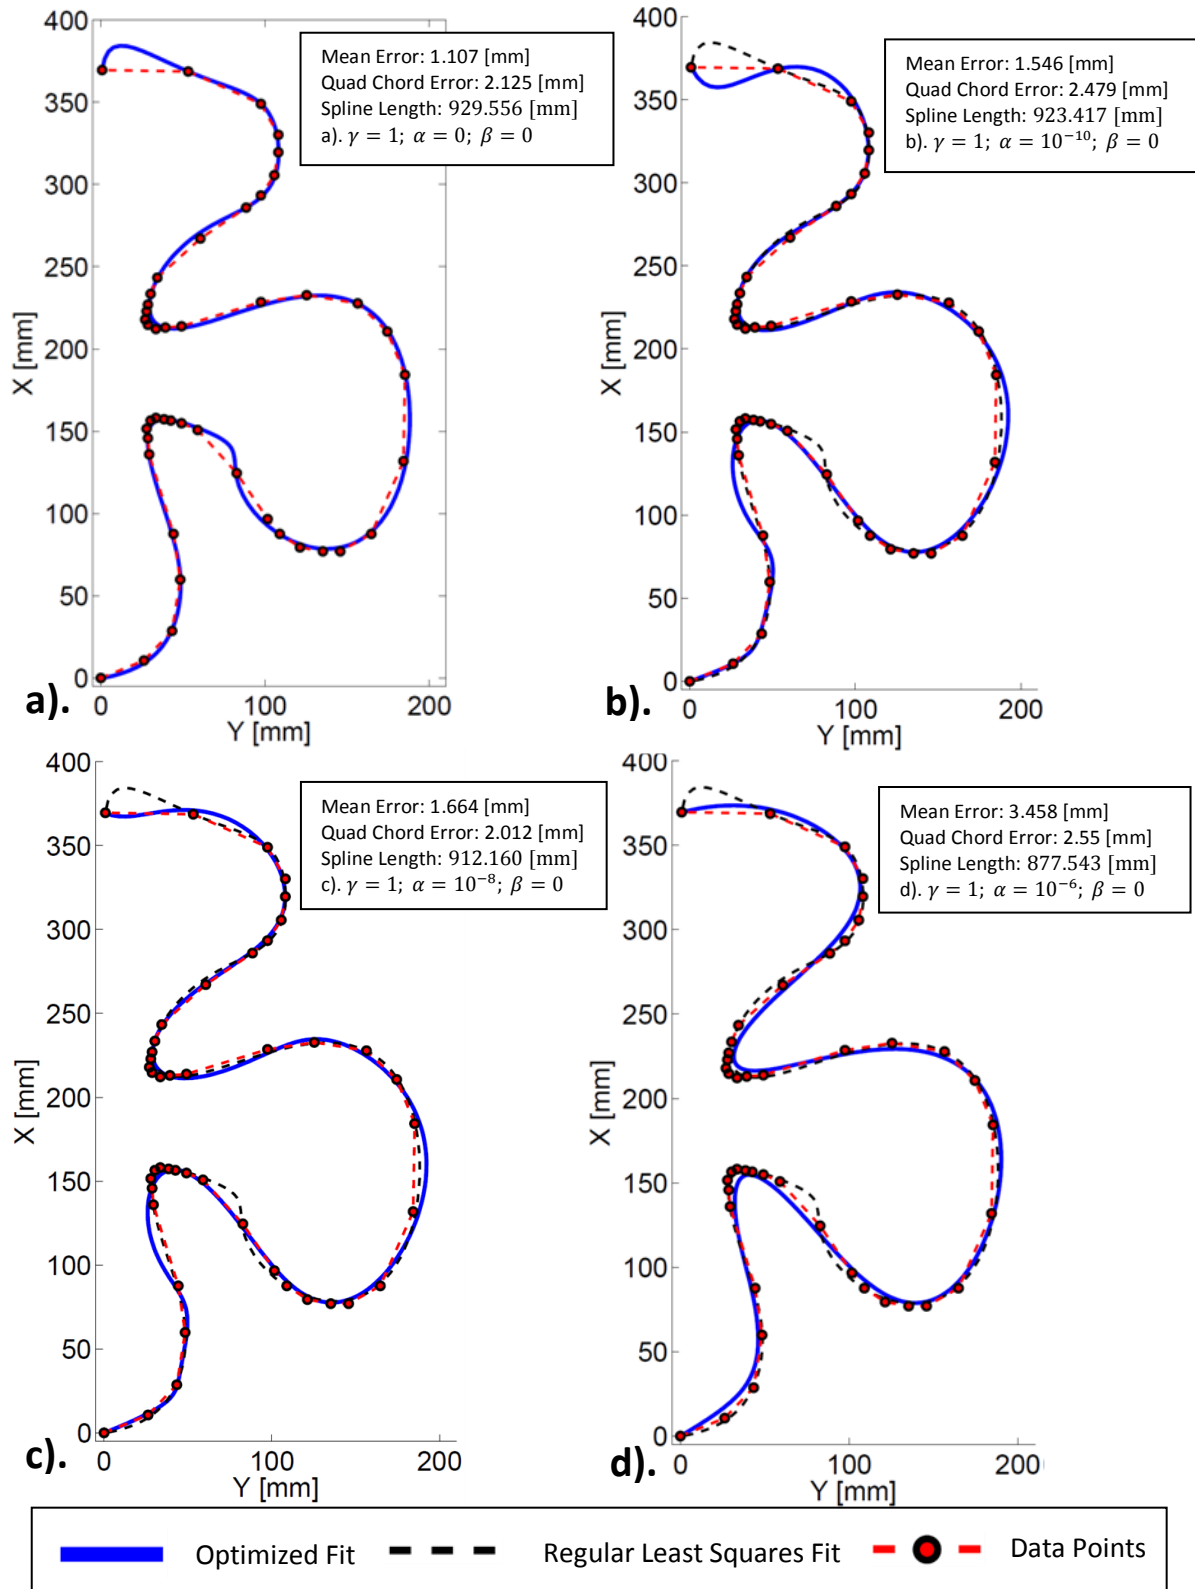 400
350
300
250
200
150
100
50
0
X [mm]
0
100
200
Y [mm]
a).
Mean Error: 1.107 [mm]
Quad Chord Error: 2.125 [mm]
Spline Length: 929.556 [mm]
a). γ = 1; α = 0; β = 0
400
350
300
250
200
150
100
50
0
X [mm]
0
100
200
Y [mm]
b).
Mean Error: 1.546 [mm]
Quad Chord Error: 2.479 [mm]
Spline Length: 923.417 [mm]
b). γ = 1; α = 10⁻¹⁰; β = 0
400
350
300
250
200
150
100
50
0
X [mm]
0
100
200
Y [mm]
c).
Mean Error: 1.664 [mm]
Quad Chord Error: 2.012 [mm]
Spline Length: 912.160 [mm]
c). γ = 1; α = 10⁻⁸; β = 0
400
350
300
250
200
150
100
50
0
X [mm]
0
100
200
Y [mm]
d).
Mean Error: 3.458 [mm]
Quad Chord Error: 2.55 [mm]
Spline Length: 877.543 [mm]
d). γ = 1; α = 10⁻⁶; β = 0
Optimized Fit
Regular Least Squares Fit
Data Points